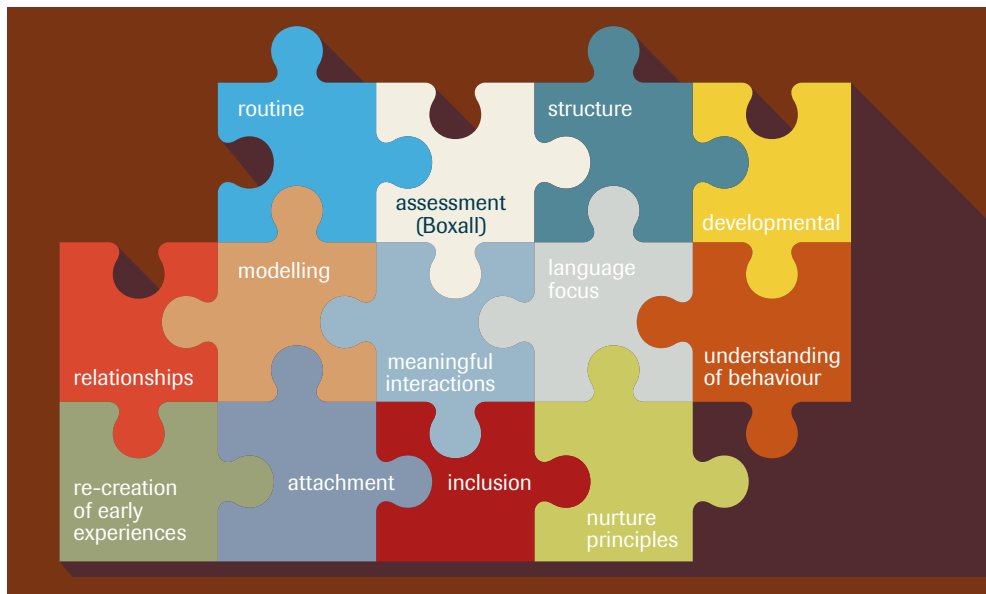 routine
assessment
(Boxall)
structure
developmental
relationships
modelling
meaningful
interactions
language
focus
understanding
of behaviour
re-creation
of early
experiences
attachment
inclusion
nurture
principles